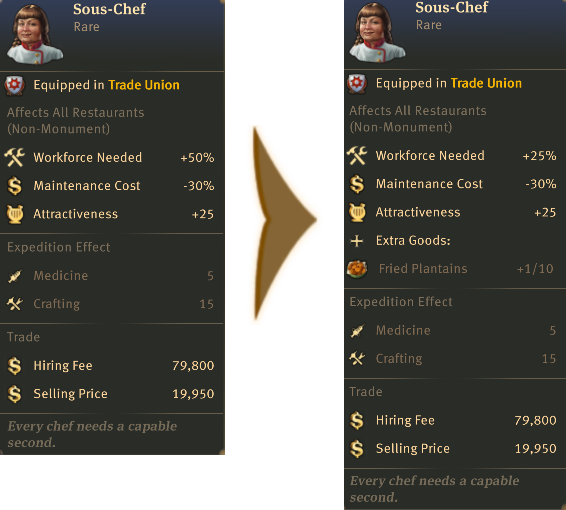 Sous-Chef
Rare
Equipped in Trade Union
Affects All Restaurants
(Non-Monument)
Workforce Needed +50%
Maintenance Cost -30%
Attractiveness +25
Expedition Effect
Medicine 5
Crafting 15
Trade
Hiring Fee 79,800
Selling Price 19,950
Every chef needs a capable
second.
Sous-Chef
Rare
Equipped in Trade Union
Affects All Restaurants
(Non-Monument)
Workforce Needed +25%
Maintenance Cost -30%
Attractiveness +25
Extra Goods:
Fried Plantains +1/10
Expedition Effect
Medicine 5
Crafting 15
Trade
Hiring Fee 79,800
Selling Price 19,950
Every chef needs a capable
second.